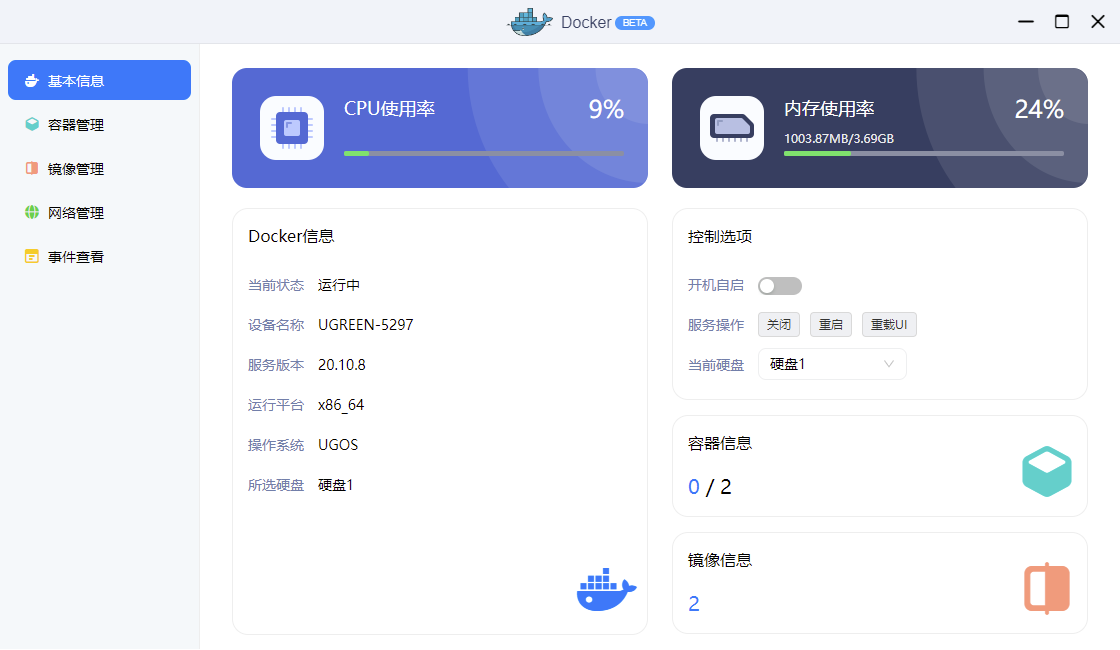 Docker BETA
基本信息
容器管理
镜像管理
网络管理
事件查看
CPU使用率 9%
内存使用率 24%
1003.87MB/3.69GB
Docker信息
当前状态 运行中
设备名称 UGREEN-5297
服务版本 20.10.8
运行平台 x86_64
操作系统 UGOS
所选硬盘 硬盘1
控制选项
开机自启
服务操作 关闭 重启 重载UI
当前硬盘 硬盘1
容器信息
0 / 2
镜像信息
2